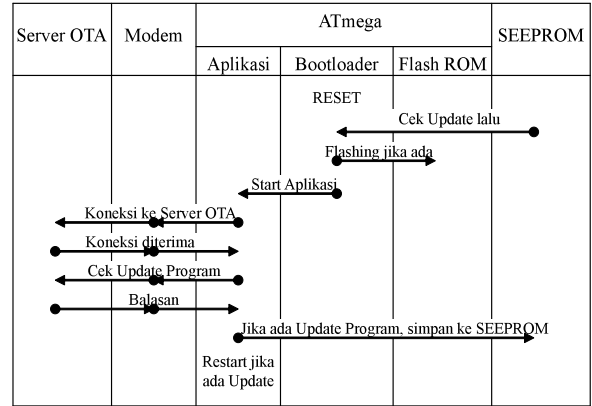 Server OTA
Modem
ATmega
SEEPROM
Aplikasi
Bootloader
Flash ROM
RESET
Cek Update lalu
Flashing jika ada
Start Aplikasi
Koneksi ke Server OTA
Koneksi diterima
Cek Update Program
Balasan
Jika ada Update Program, simpan ke SEEPROM
Restart jika
ada Update